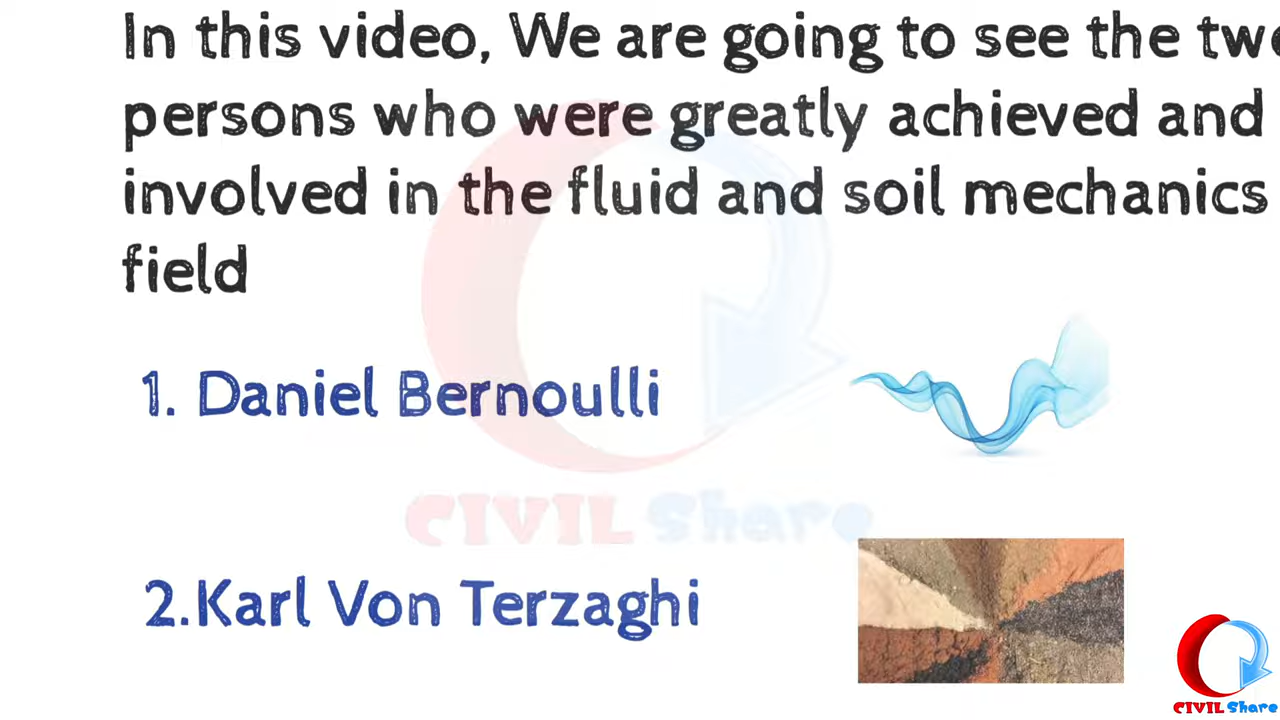 In this video, We are going to see the two
persons who were greatly achieved and
involved in the fluid and soil mechanics
field
1. Daniel Bernoulli
CIVIL Share
2.Karl Von Terzaghi
CIVIL Share